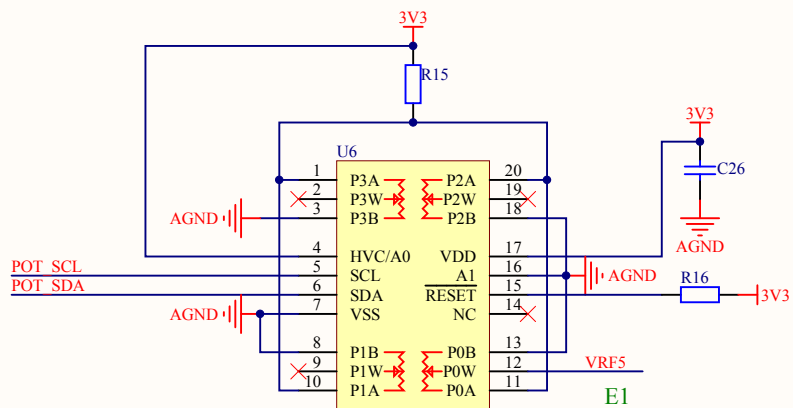 3V3
R15
3V3
U6
C26
1 P3A P2A 20
2 P3W P2W 19
3 P3B P2B 18
AGND
AGND
4 HVC/A0 VDD 17
POT_SCL 5 SCL A1 16 AGND
POT_SDA 6 SDA RESET 15 R16 3V3
AGND 7 VSS NC 14
8 P1B P0B 13
9 P1W P0W 12 VRF5
10 P1A P0A 11
E1